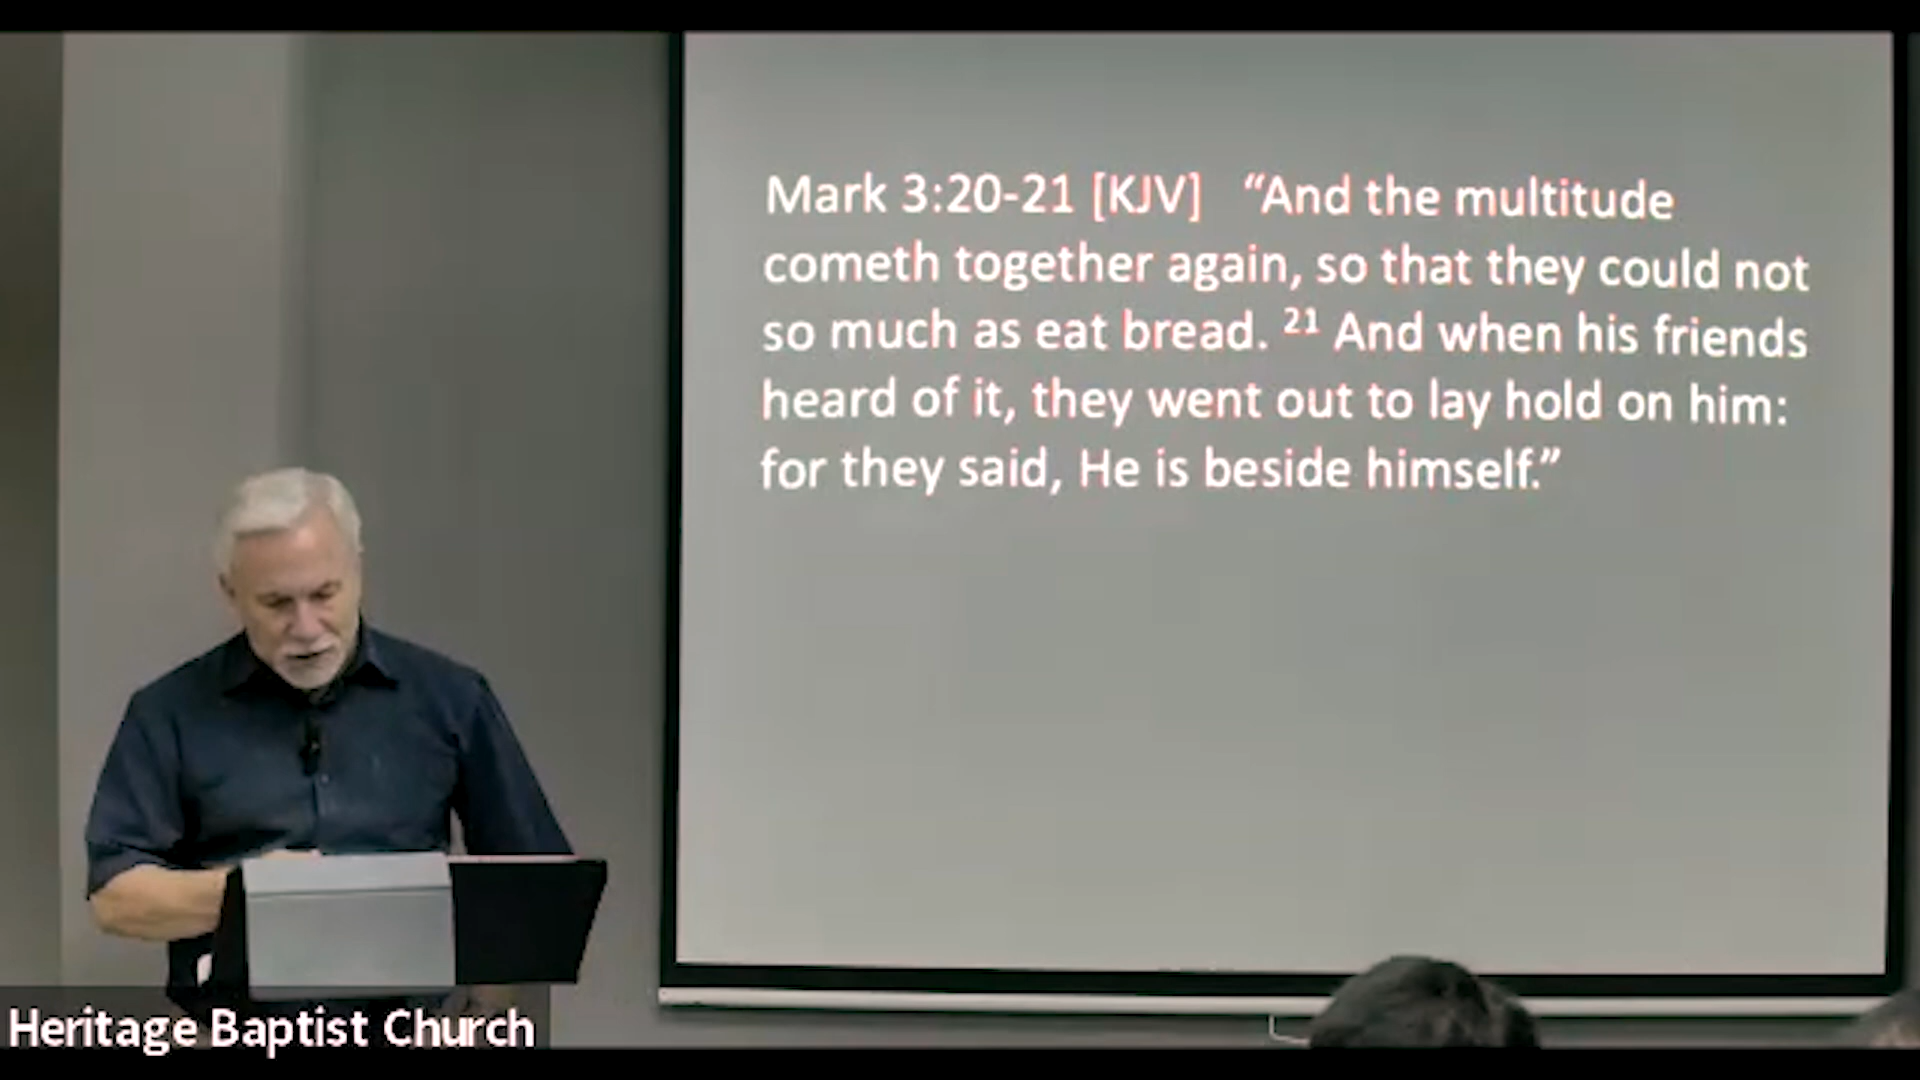 Mark 3:20-21 [KJV] “And the multitude
cometh together again, so that they could not
so much as eat bread. 21 And when his friends
heard of it, they went out to lay hold on him:
for they said, He is beside himself.”
Heritage Baptist Church